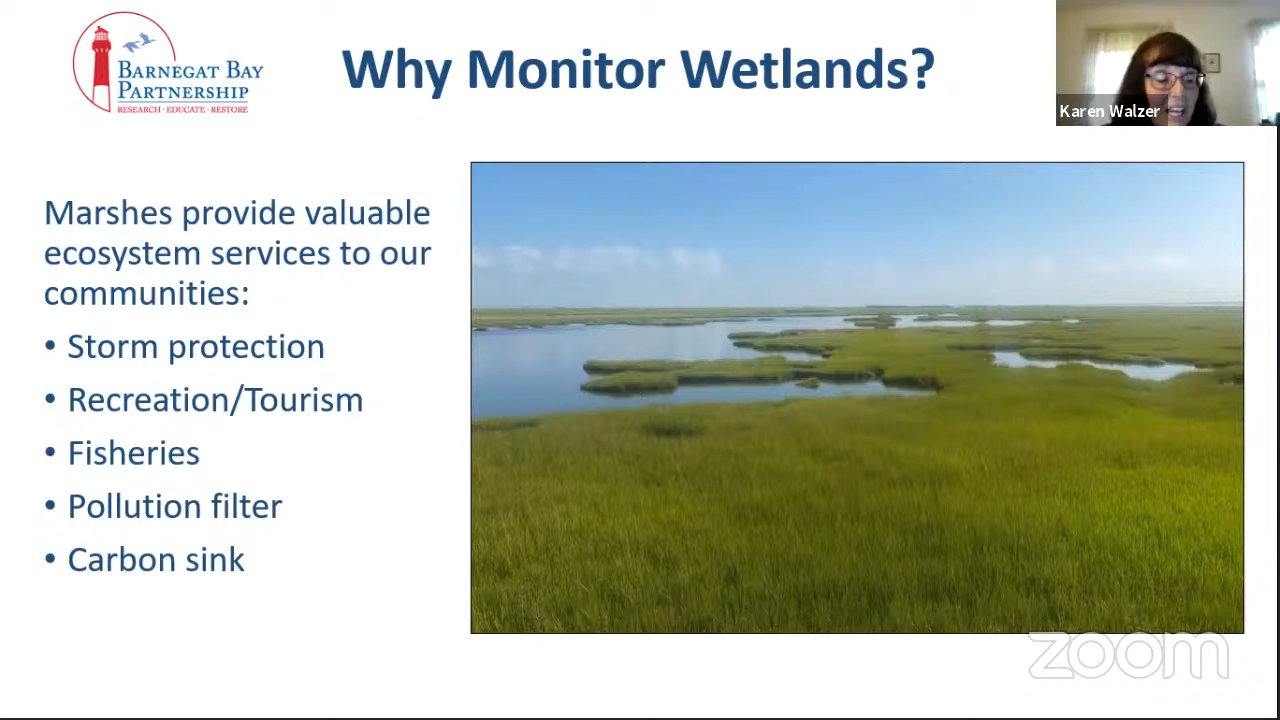 BARNEGAT BAY
PARTNERSHIP
RESEARCH · EDUCATE · RESTORE
Why Monitor Wetlands?
Karen Walzer
Marshes provide valuable
ecosystem services to our
communities:
• Storm protection
• Recreation/Tourism
• Fisheries
• Pollution filter
• Carbon sink
zoom